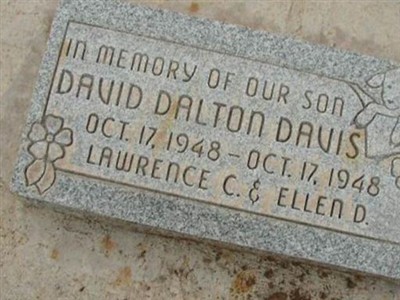 IN MEMORY OF OUR SON
DAVID DALTON DAVIS
OCT. 17, 1948 - OCT. 17, 1948
LAWRENCE C. & ELLEN D.